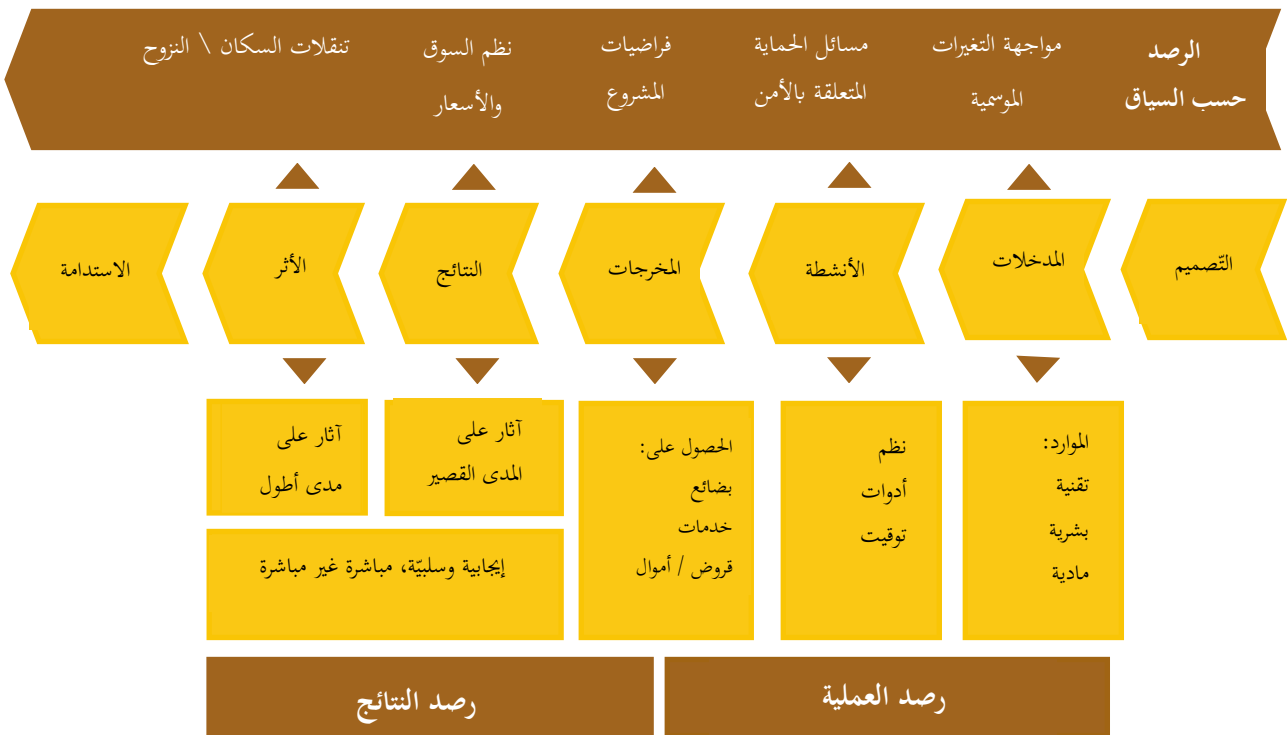 الرصد
حسب السياق
مواجهة التغيرات
الموسمية
مسائل الحماية
المتعلقة بالأمن
فراضيات
المشروع
نظم السوق
والأسعار
تنقلات السكان \ النزوح
التّصميم
المدخلات
الأنشطة
المخرجات
النتائج
الأثر
الاستدامة
الموارد:
تقنية
بشرية
مادية
نظم
أدوات
توقيت
الحصول على:
بضائع
خدمات
قروض / أموال
آثار على
المدى القصير
آثار على
مدى أطول
إيجابية وسلبيّة، مباشرة غير مباشرة
رصد العملية
رصد النتائج